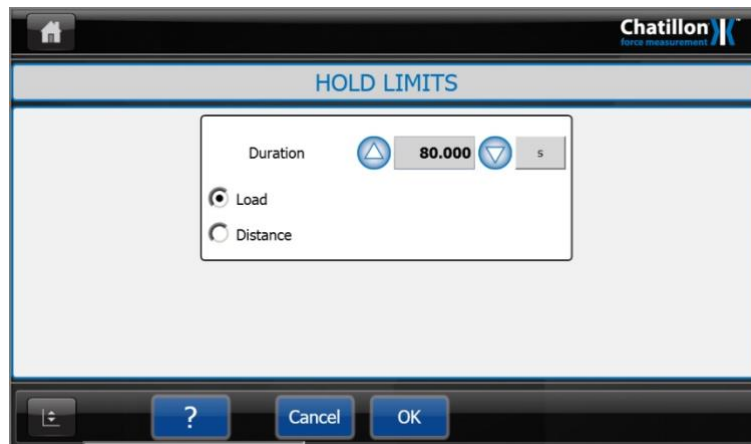 Chatillon
force measurement
HOLD LIMITS
Duration 80.000 s
Load
Distance
? Cancel OK